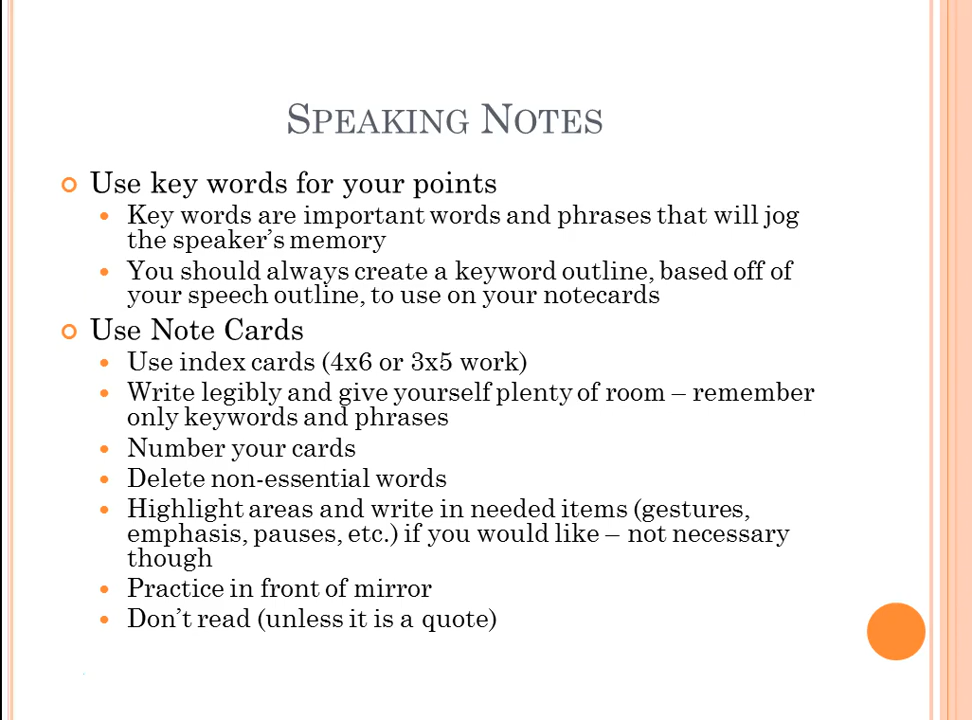 Speaking Notes
Use key words for your points
Key words are important words and phrases that will jog
the speaker's memory
You should always create a keyword outline, based off of
your speech outline, to use on your notecards
Use Note Cards
Use index cards (4x6 or 3x5 work)
Write legibly and give yourself plenty of room – remember
only keywords and phrases
Number your cards
Delete non-essential words
Highlight areas and write in needed items (gestures,
emphasis, pauses, etc.) if you would like – not necessary
though
Practice in front of mirror
Don't read (unless it is a quote)